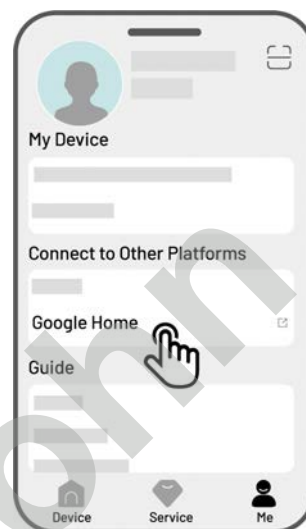 My Device
Connect to Other Platforms
Google Home
Guide
Device Service Me